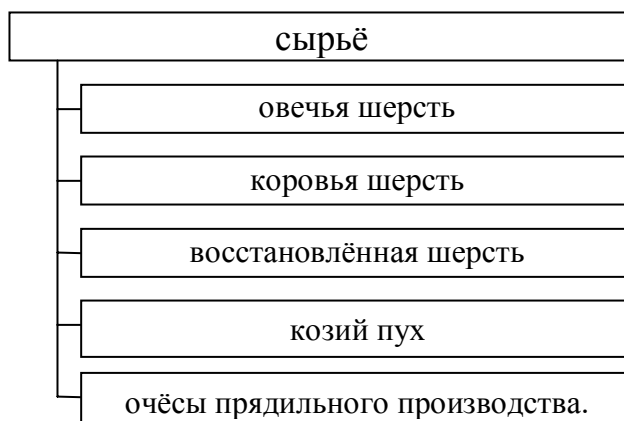 сырьё
овечья шерсть
коровья шерсть
восстановлённая шерсть
козий пух
очёсы прядильного производства.